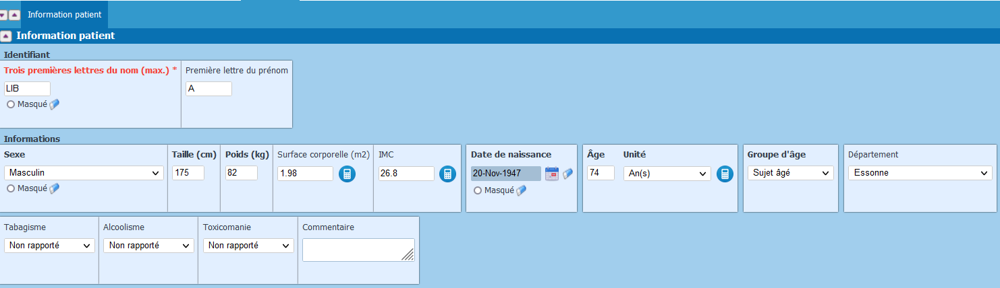 Information patient
Information patient
Identifiant
Trois premières lettres du nom (max.) * Première lettre du prénom
LIB A
Masqué
Informations
Sexe Taille (cm) Poids (kg) Surface corporelle (m2) IMC Date de naissance Âge Unité Groupe d'âge Département
Masculin 175 82 1.98 26.8 20-Nov-1947 74 An(s) Sujet âgé Essonne
Masqué Masqué
Tabagisme Alcoolisme Toxicomanie Commentaire
Non rapporté Non rapporté Non rapporté